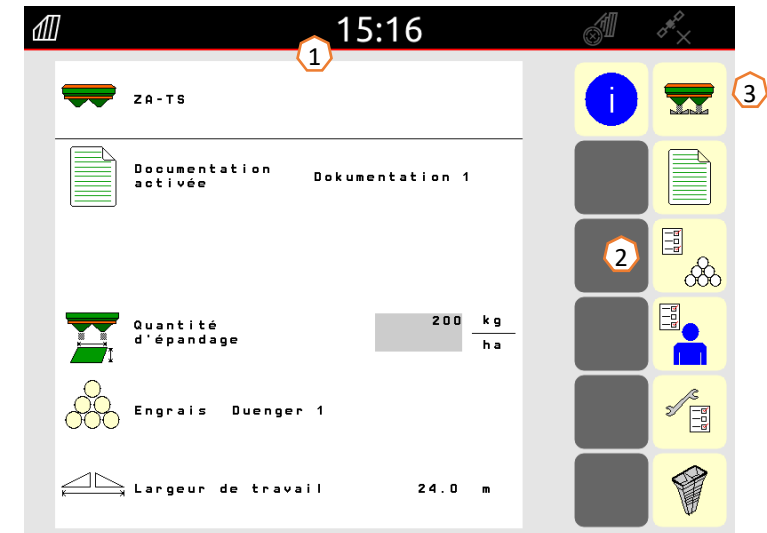 15:16
1
ZA-TS
i
3
Documentation
activée
Dokumentation 1
2
Quantité
d'épandage
200 kg
ha
Engrais Duenger 1
Largeur de travail 24.0 m